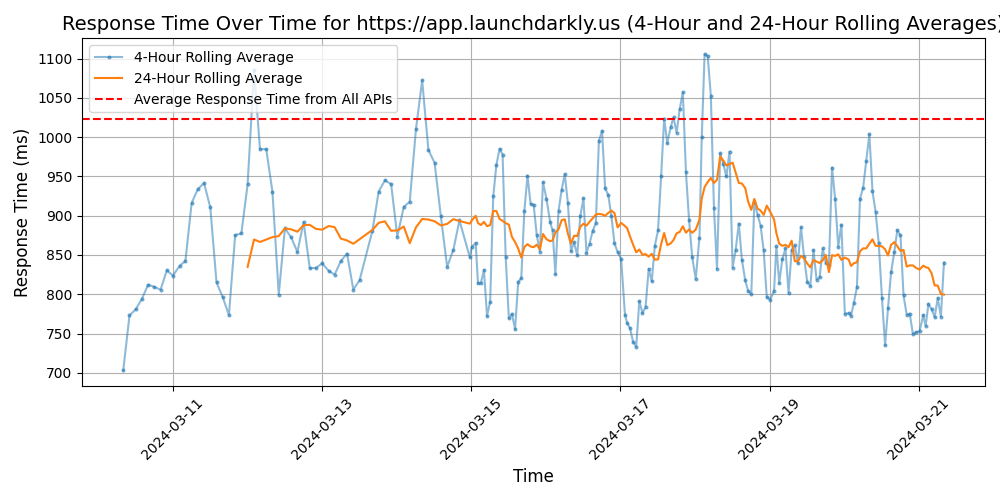 Response Time Over Time for https://app.launchdarkly.us (4-Hour and 24-Hour Rolling Averages)
4-Hour Rolling Average
24-Hour Rolling Average
Average Response Time from All APIs
Response Time (ms)
1100
1050
1000
950
900
850
800
750
700
2024-03-11
2024-03-13
2024-03-15
2024-03-17
2024-03-19
2024-03-21
Time